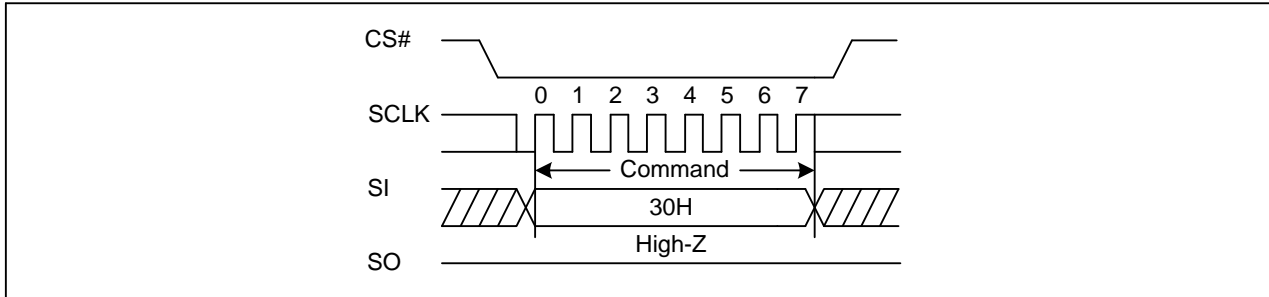 CS#
0 1 2 3 4 5 6 7
SCLK
Command
SI
30H
High-Z
SO